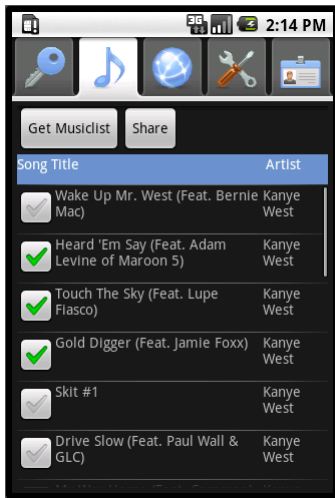 3G 2:14 PM
Get Musiclist Share
Song Title Artist
Wake Up Mr. West (Feat. Bernie Kanye
Mac) West
Heard 'Em Say (Feat. Adam Kanye
Levine of Maroon 5) West
Touch The Sky (Feat. Lupe Kanye
Fiasco) West
Gold Digger (Feat. Jamie Foxx) Kanye
West
Skit #1 Kanye
West
Drive Slow (Feat. Paul Wall & Kanye
GLC) West